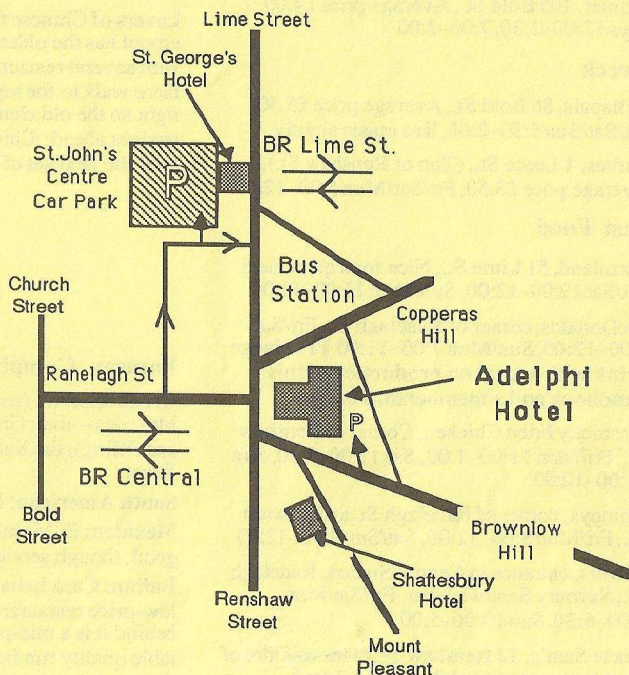 Lime Street
St. George's
Hotel
BR Lime St.
St. John's
Centre
Car Park
P
Bus
Station
Church
Street
Copperas
Hill
Ranelagh St
Adelphi
Hotel
P
BR Central
Bold
Street
Brownlow
Hill
Shaftesbury
Hotel
Renshaw
Street
Mount
Pleasant